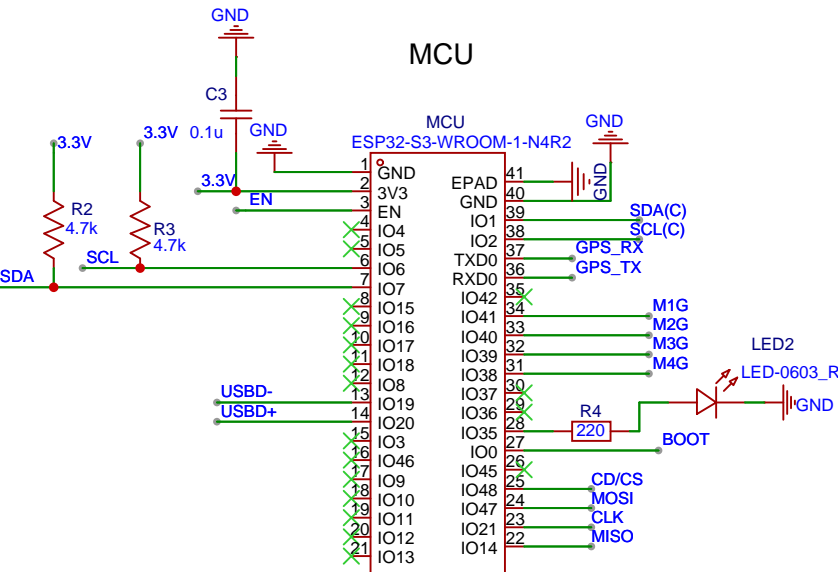 GND
MCU
C3
0.1u
GND
MCU
ESP32-S3-WROOM-1-N4R2
GND
3.3V
3.3V
R2
4.7k
R3
4.7k
3.3V
EN
SCL
SDA
1 GND
2 3V3
3 EN
4 IO4
5 IO5
6 IO6
7 IO7
8 IO15
9 IO16
10 IO17
11 IO18
12 IO8
13 IO19
14 IO20
15 IO3
16 IO46
17 IO9
18 IO10
19 IO11
20 IO12
21 IO13
USBD-
USBD+
EPAD 41
GND 40
IO1 39
IO2 38
TXD0 37
RXD0 36
IO42 35
IO41 34
IO40 33
IO39 32
IO38 31
IO37 30
IO36 29
IO35 28
IO0 27
IO45 26
IO48 25
IO47 24
IO21 23
IO14 22
GND
SDA(C)
SCL(C)
GPS_RX
GPS_TX
M1G
M2G
M3G
M4G
LED2
LED-0603_R
GND
R4
220
BOOT
CD/CS
MOSI
CLK
MISO